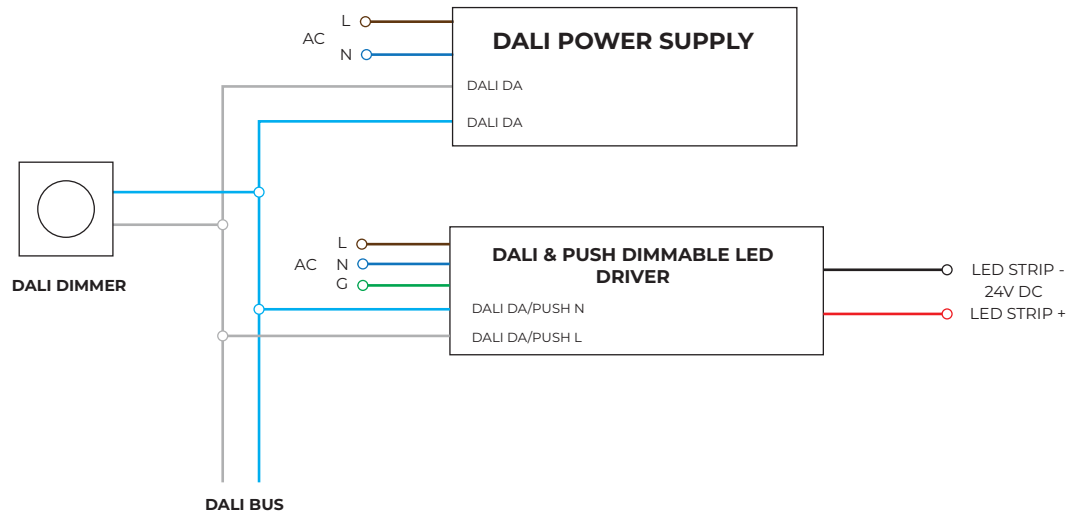 L
AC
N
DALI POWER SUPPLY
DALI DA
DALI DA
DALI DIMMER
L
AC N
G
DALI & PUSH DIMMABLE LED
DRIVER
DALI DA/PUSH N
DALI DA/PUSH L
LED STRIP -
24V DC
LED STRIP +
DALI BUS